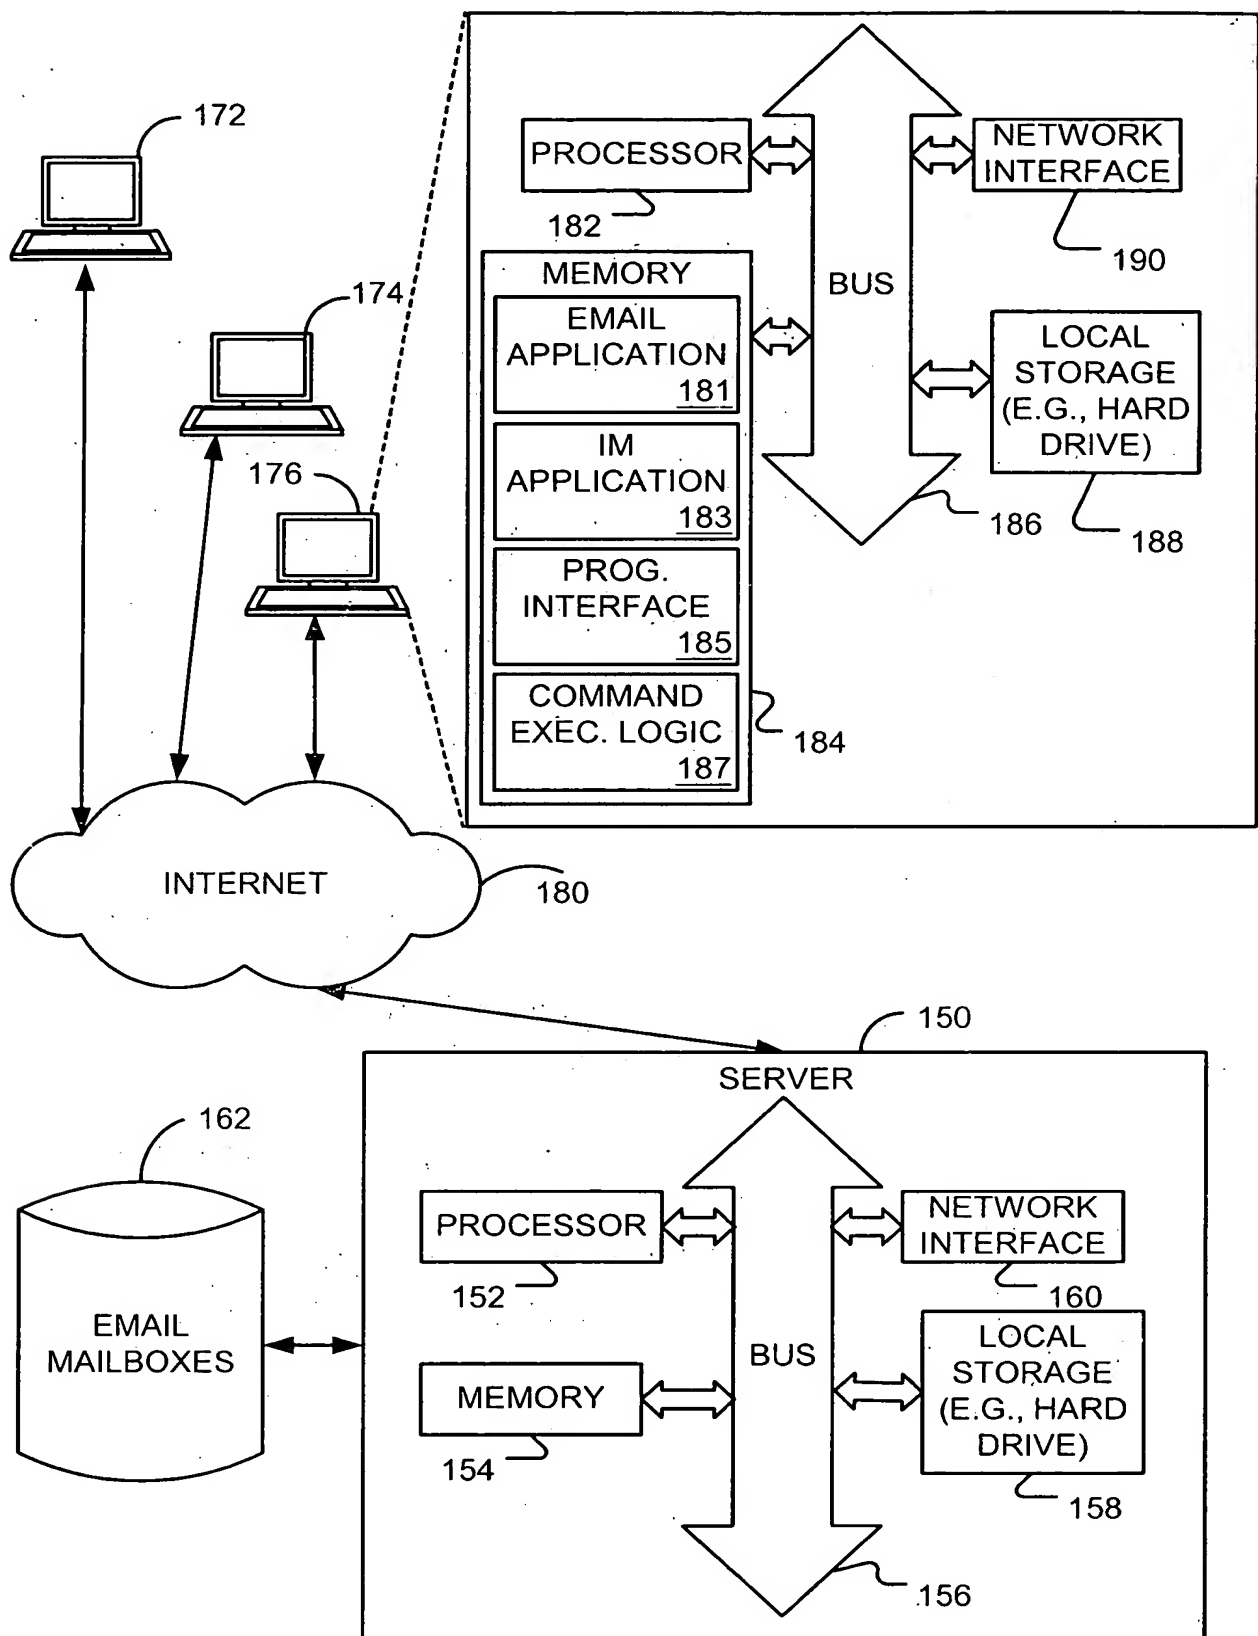 172
PROCESSOR
182
NETWORK
INTERFACE
190
BUS
MEMORY
EMAIL
APPLICATION
181
IM
APPLICATION
183
PROG.
INTERFACE
185
COMMAND
EXEC. LOGIC
187
184
LOCAL
STORAGE
(E.G., HARD
DRIVE)
188
186
174
176
INTERNET
180
150
SERVER
162
EMAIL
MAILBOXES
PROCESSOR
152
NETWORK
INTERFACE
160
BUS
MEMORY
154
LOCAL
STORAGE
(E.G., HARD
DRIVE)
158
156